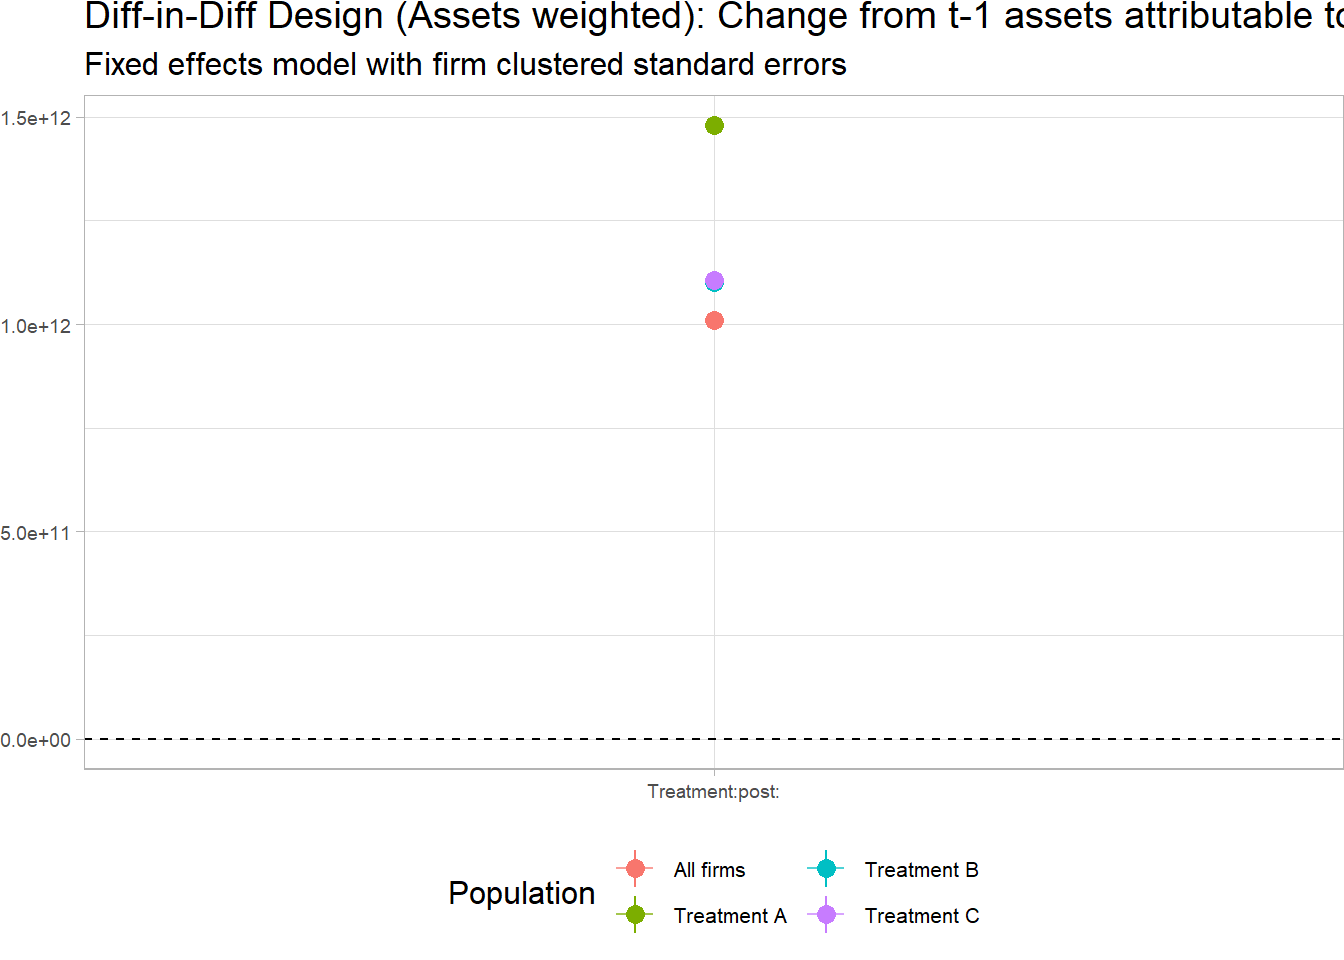 Diff-in-Diff Design (Assets weighted): Change from t-1 assets attributable to
Fixed effects model with firm clustered standard errors
1.5e+12
1.0e+12
5.0e+11
0.0e+00
Treatment:post:
Population
All firms
Treatment B
Treatment A
Treatment C